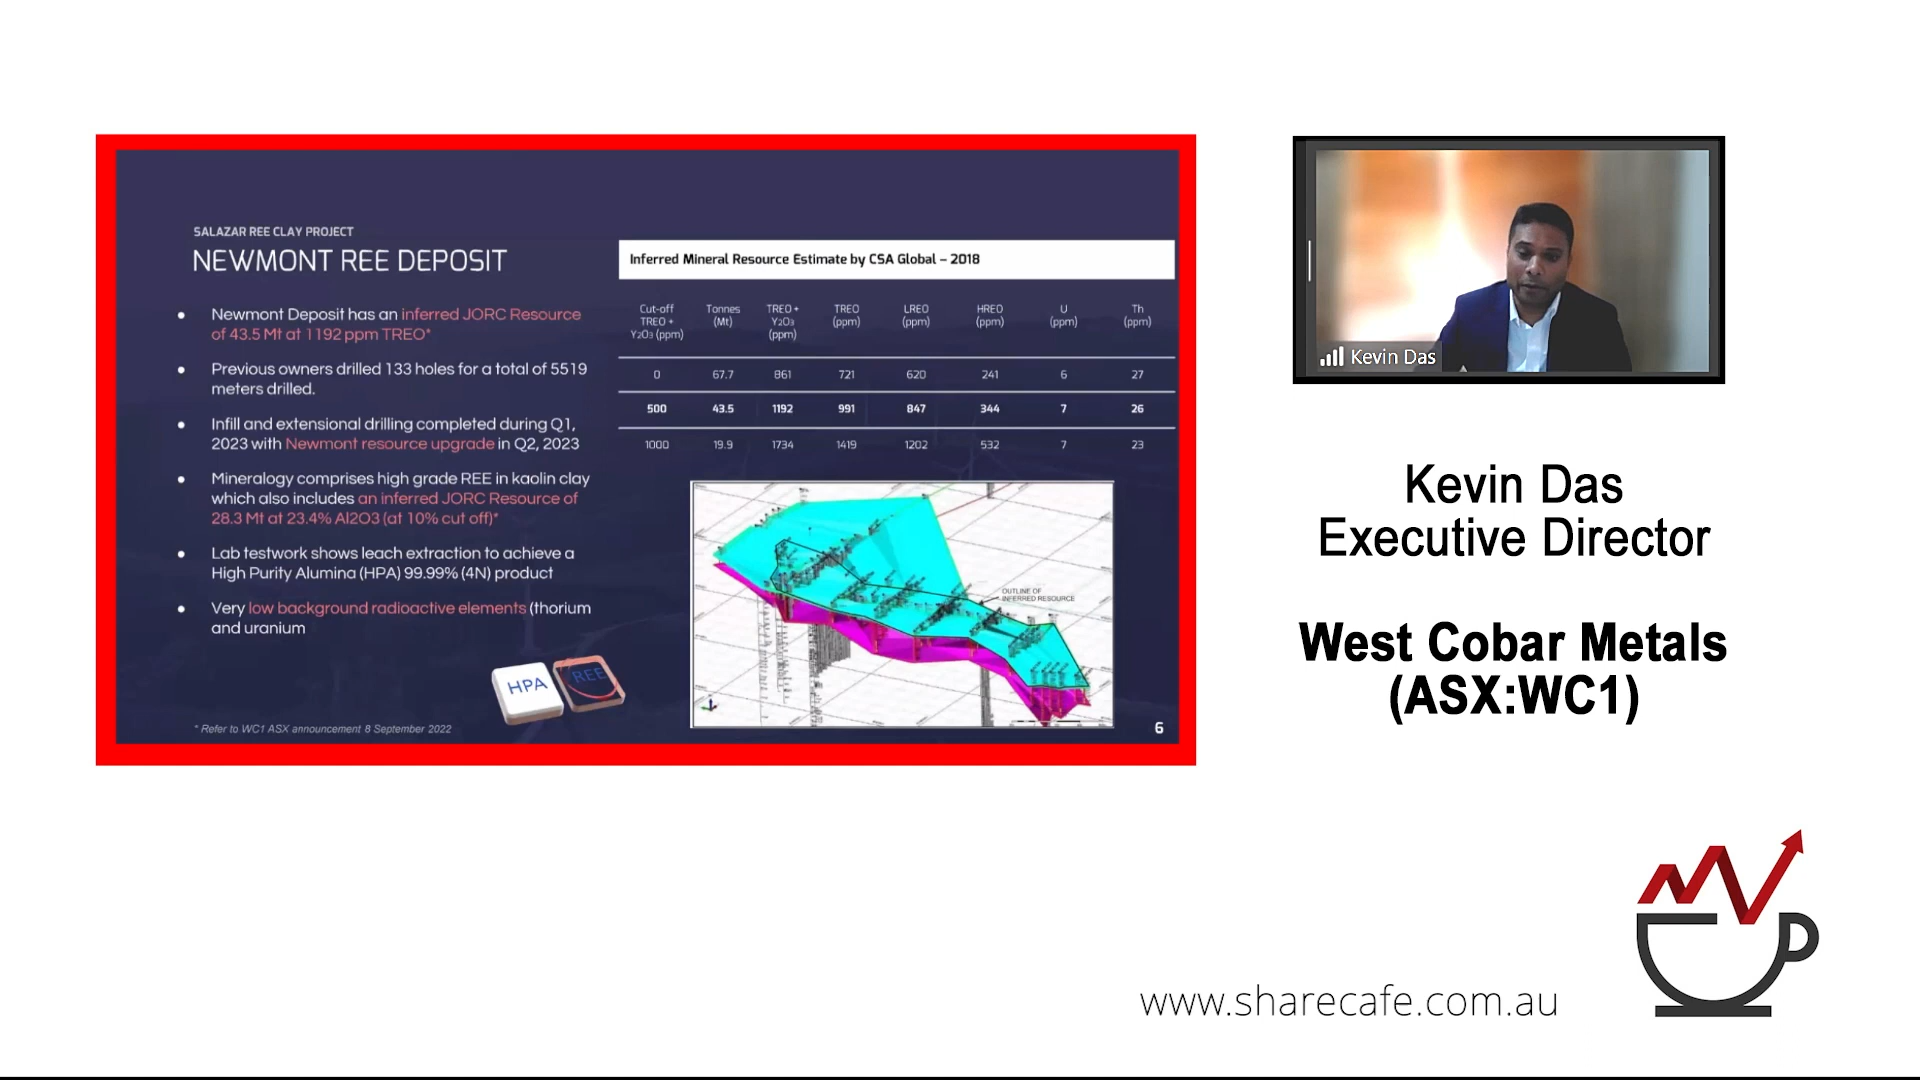 SALAZAR REE CLAY PROJECT
NEWMONT REE DEPOSIT
● Newmont Deposit has an inferred JORC Resource
of 43.5 Mt at 1192 ppm TREO*
● Previous owners drilled 133 holes for a total of 5519
meters drilled.
● Infill and extensional drilling completed during Q1,
2023 with Newmont resource upgrade in Q2, 2023
● Mineralogy comprises high grade REE in kaolin clay
which also includes an inferred JORC Resource of
28.3 Mt at 23.4% Al2O3 (at 10% cut off)*
● Lab testwork shows leach extraction to achieve a
High Purity Alumina (HPA) 99.99% (4N) product
● Very low background radioactive elements (thorium
and uranium
HPA REE
* Refer to WC1 ASX announcement 8 September 2022
Inferred Mineral Resource Estimate by CSA Global – 2018
Cut-off TREO + Y2O3 (ppm) Tonnes (Mt) TREO + Y2O3 (ppm) TREO (ppm) LREO (ppm) HREO (ppm) U (ppm) Th (ppm)
0 67.7 861 721 620 241 6 27
500 43.5 1192 991 847 344 7 26
1000 19.9 1734 1419 1202 532 7 23
OUTLINE OF
INFERRED RESOURCE
6
Kevin Das
Kevin Das
Executive Director
West Cobar Metals
(ASX:WC1)
www.sharecafe.com.au